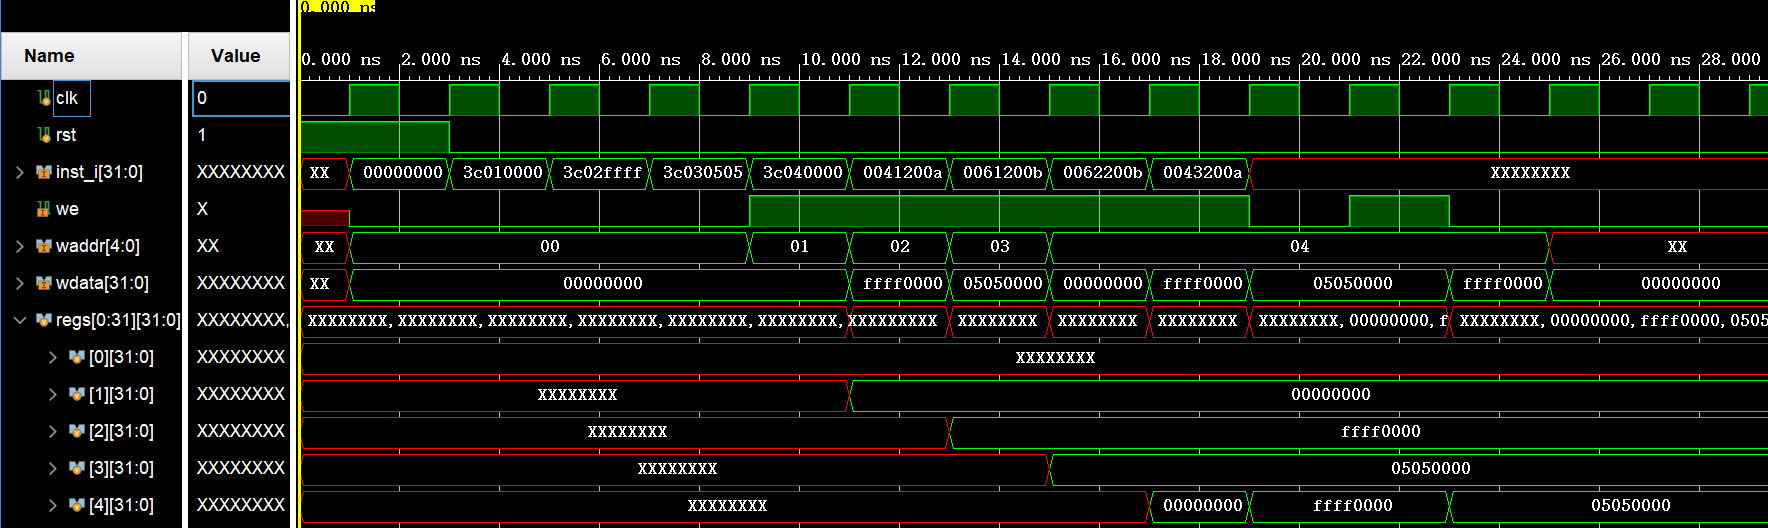 0.000 ns
Name Value 0.000 ns 2.000 ns 4.000 ns 6.000 ns 8.000 ns 10.000 ns 12.000 ns 14.000 ns 16.000 ns 18.000 ns 20.000 ns 22.000 ns 24.000 ns 26.000 ns 28.000
clk 0
rst 1
inst_i[31:0] XXXXXXXX XX 00000000 3c010000 3c02ffff 3c030505 3c040000 0041200a 0061200b 0062200b 0043200a XXXXXXXX
we X
waddr[4:0] XX XX 00 01 02 03 04 XX
wdata[31:0] XXXXXXXX XX 00000000 ffff0000 05050000 00000000 ffff0000 05050000 ffff0000 00000000
regs[0:31][31:0] XXXXXXXX, XXXXXXXX,XXXXXXXX,XXXXXXXX,XXXXXXXX,XXXXXXXX,XXXXXXXX, XXXXXXXX XXXXXXXX XXXXXXXX XXXXXXXX XXXXXXXX,00000000,f XXXXXXXX,00000000,ffff0000,0505
[0][31:0] XXXXXXXX XXXXXXXX
[1][31:0] XXXXXXXX XXXXXXXX 00000000
[2][31:0] XXXXXXXX XXXXXXXX ffff0000
[3][31:0] XXXXXXXX XXXXXXXX 05050000
[4][31:0] XXXXXXXX XXXXXXXX 00000000 ffff0000 05050000